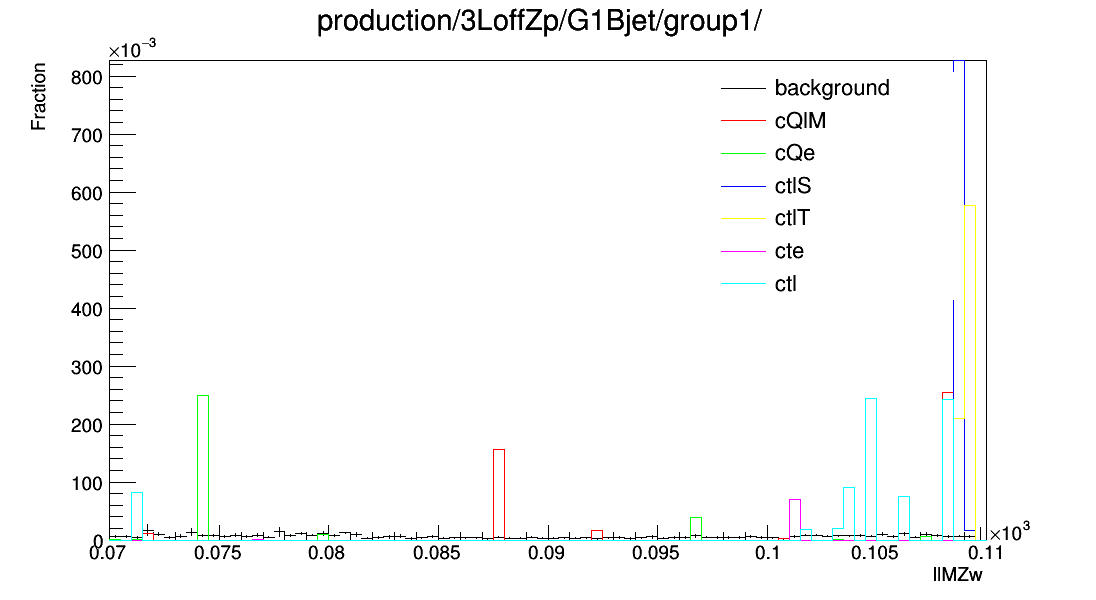 production/3LoffZp/G1Bjet/group1/
×10⁻³
Fraction
800
700
600
500
400
300
200
100
0
background
cQlM
cQe
ctlS
ctlT
cte
ctl
0.07 0.075 0.08 0.085 0.09 0.095 0.1 0.105 0.11
×10³
llMZw